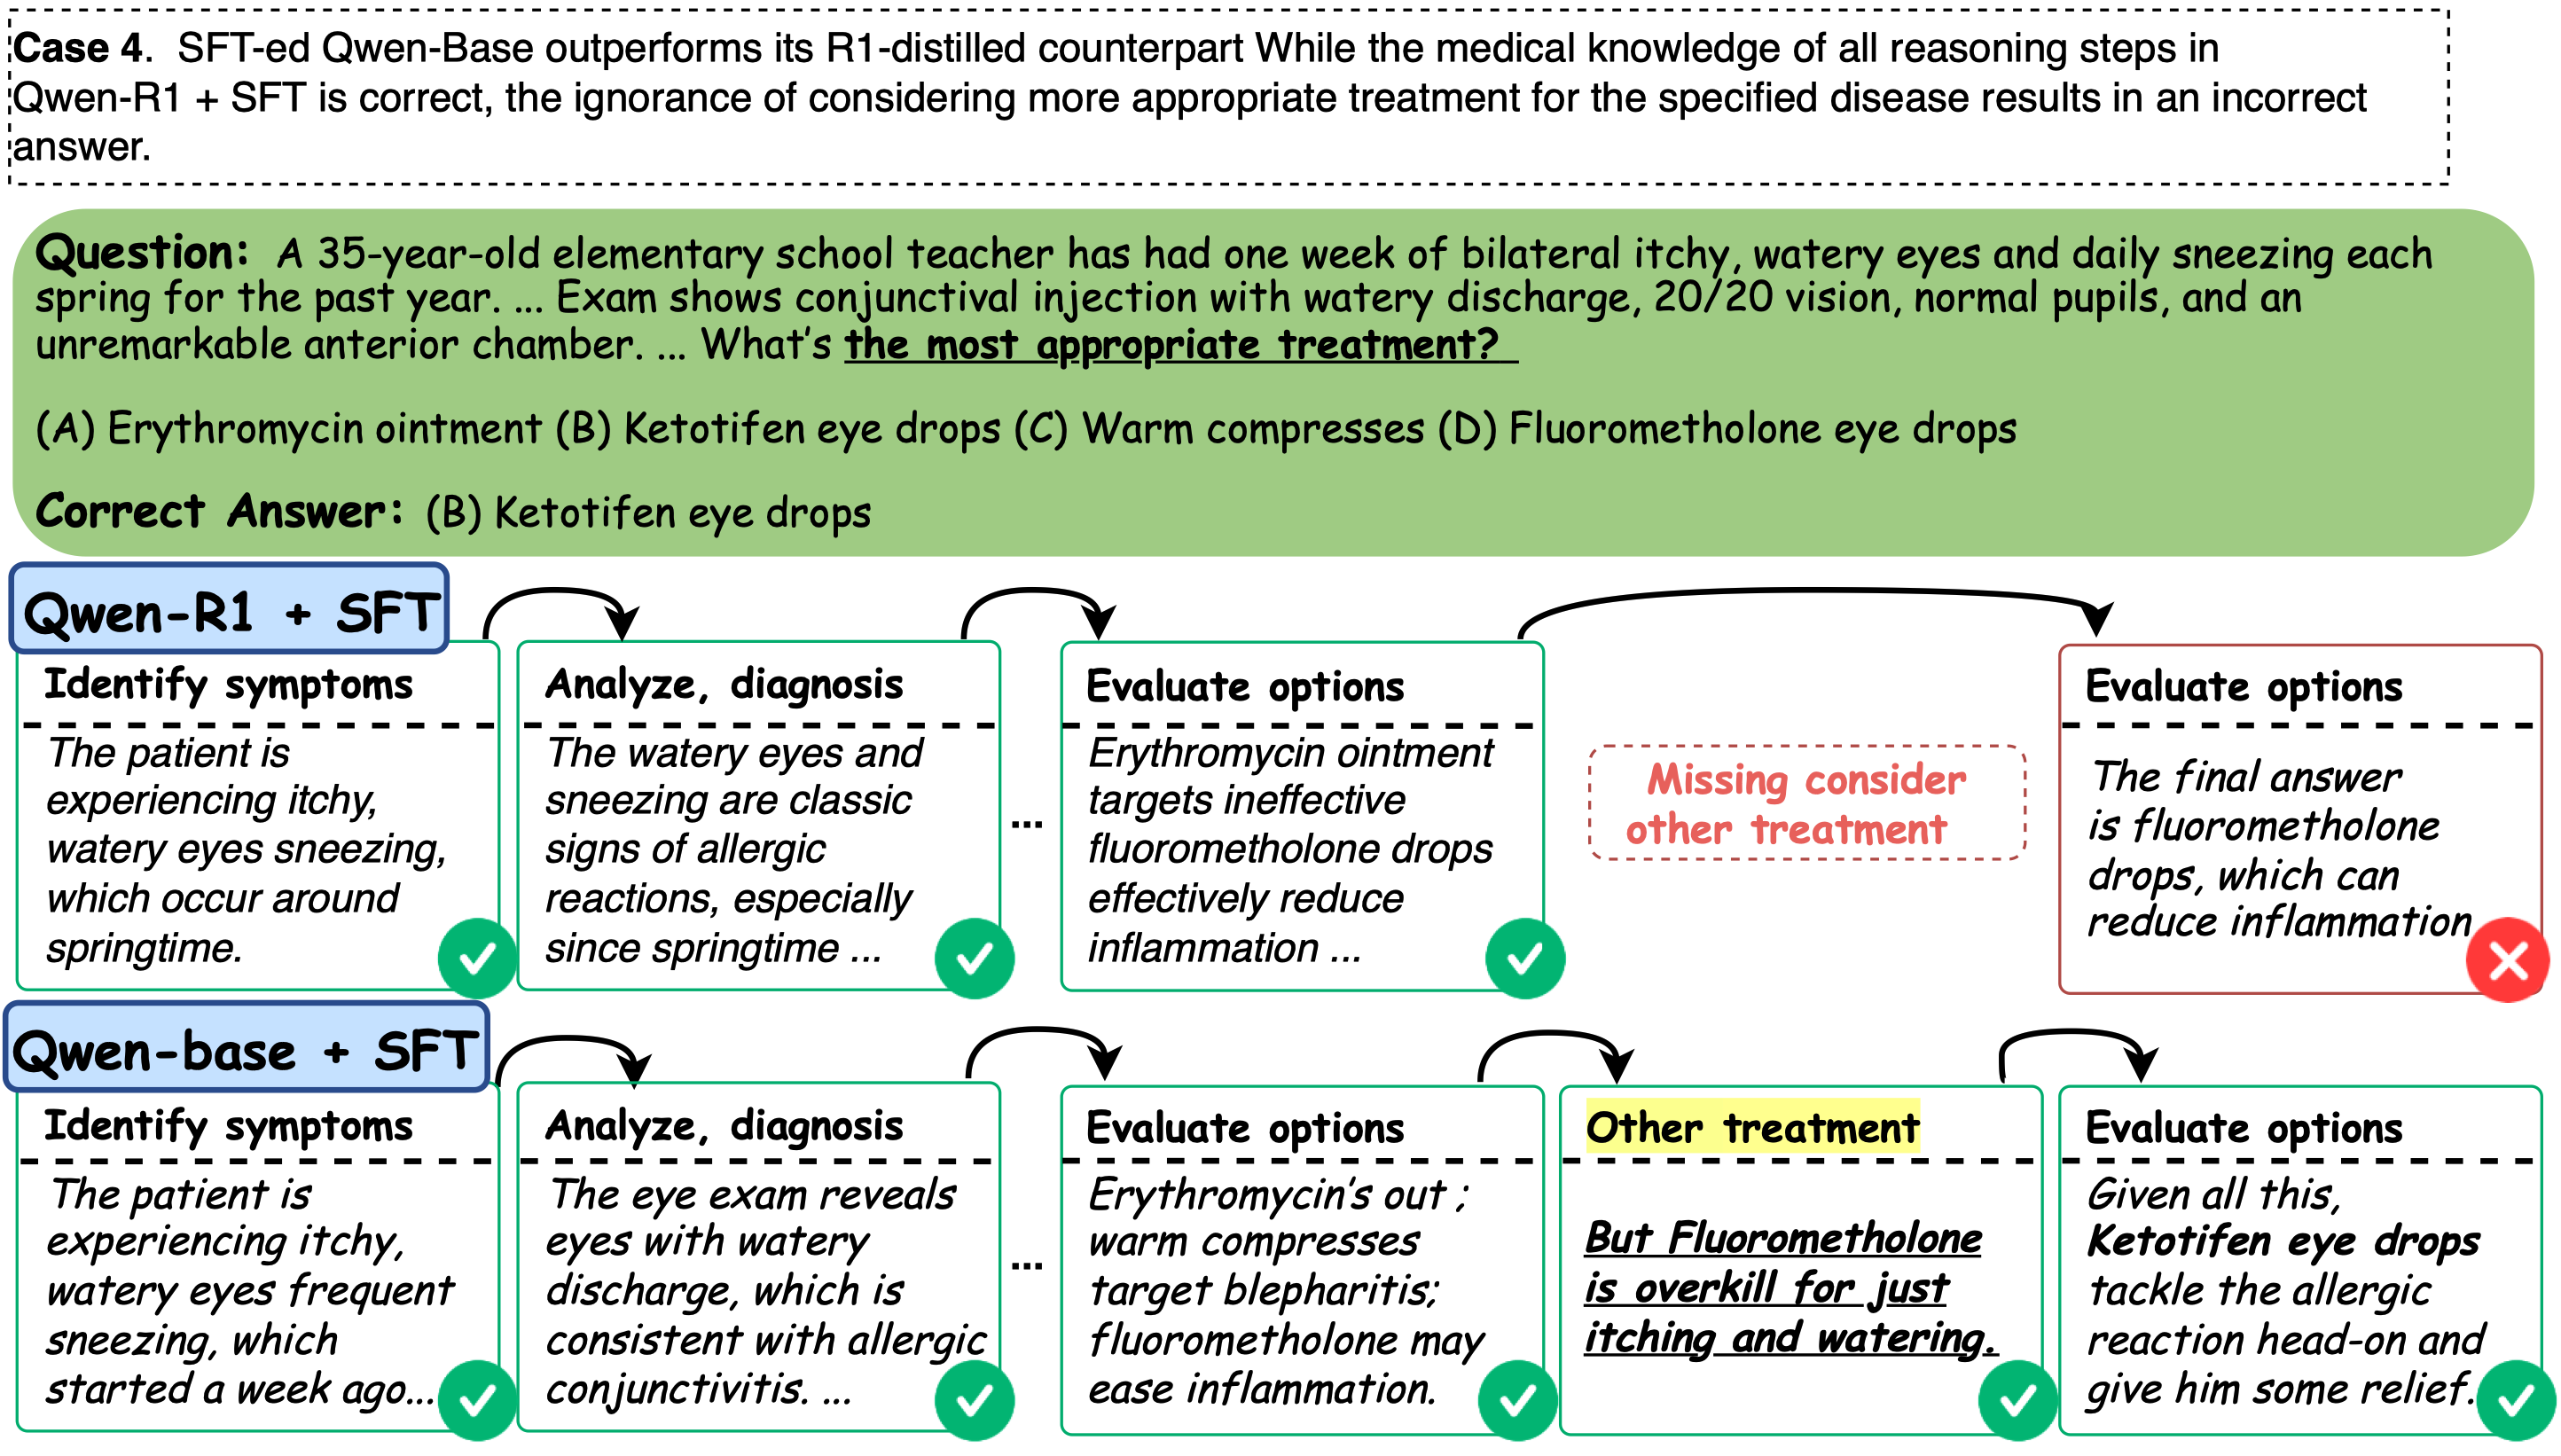 Case 4. SFT-ed Qwen-Base outperforms its R1-distilled counterpart While the medical knowledge of all reasoning steps in
Qwen-R1 + SFT is correct, the ignorance of considering more appropriate treatment for the specified disease results in an incorrect
answer.
Question: A 35-year-old elementary school teacher has had one week of bilateral itchy, watery eyes and daily sneezing each
spring for the past year. ... Exam shows conjunctival injection with watery discharge, 20/20 vision, normal pupils, and an
unremarkable anterior chamber. ... What's the most appropriate treatment?
(A) Erythromycin ointment (B) Ketotifen eye drops (C) Warm compresses (D) Fluorometholone eye drops
Correct Answer: (B) Ketotifen eye drops
Qwen-R1 + SFT
Identify symptoms
The patient is
experiencing itchy,
watery eyes sneezing,
which occur around
springtime.
Analyze, diagnosis
The watery eyes and
sneezing are classic
signs of allergic
reactions, especially
since springtime ...
...
Evaluate options
Erythromycin ointment
targets ineffective
fluorometholone drops
effectively reduce
inflammation ...
Missing consider
other treatment
Evaluate options
The final answer
is fluorometholone
drops, which can
reduce inflammation
Qwen-base + SFT
Identify symptoms
The patient is
experiencing itchy,
watery eyes frequent
sneezing, which
started a week ago...
Analyze, diagnosis
The eye exam reveals
eyes with watery
discharge, which is
consistent with allergic
conjunctivitis. ...
...
Evaluate options
Erythromycin's out ;
warm compresses
target blepharitis;
fluorometholone may
ease inflammation.
Other treatment
But Fluorometholone
is overkill for just
itching and watering.
Evaluate options
Given all this,
Ketotifen eye drops
tackle the allergic
reaction head-on and
give him some relief.